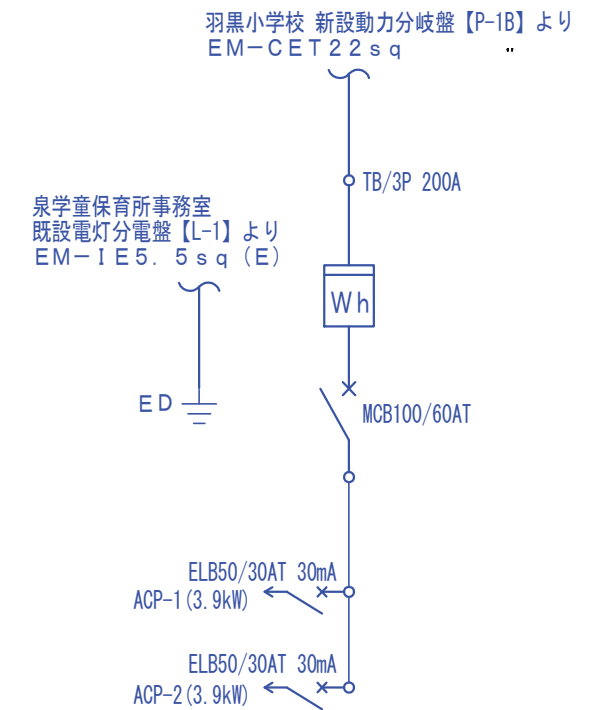 羽黒小学校 新設動力分岐盤【P-1B】より
EM－CET22sq
TB/3P 200A
泉学童保育所事務室
既設電灯分電盤【L-1】より
EM－IE5．5sq（E）
Wh
ED
MCB100/60AT
ELB50/30AT 30mA
ACP-1(3.9kW)
ELB50/30AT 30mA
ACP-2(3.9kW)